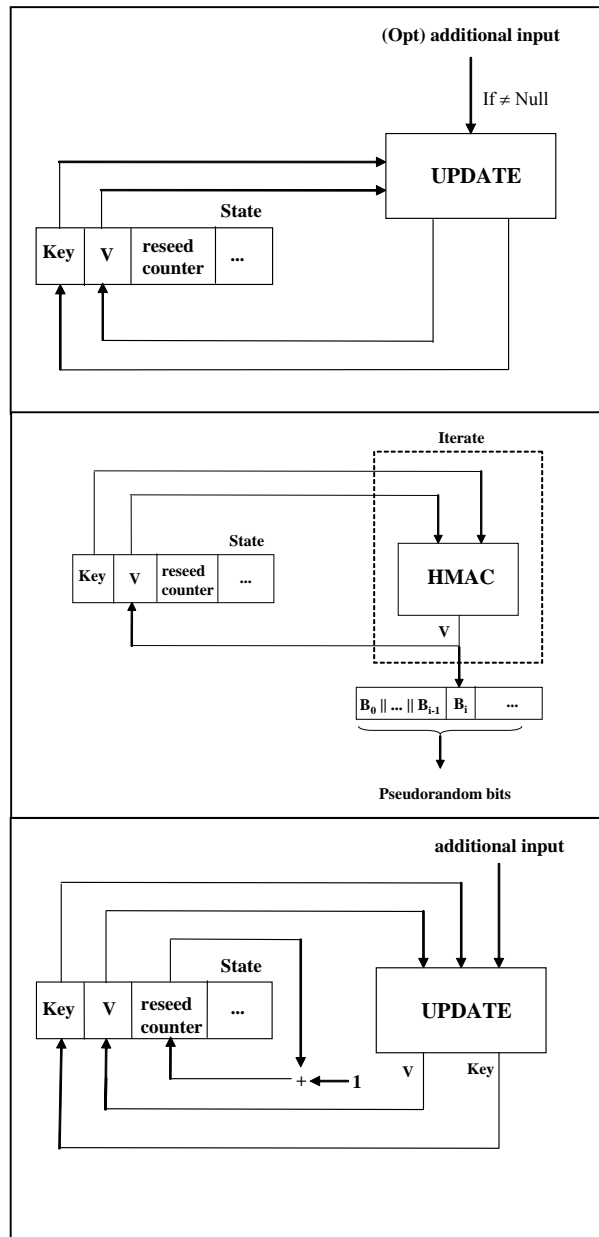 (Opt) additional input
If ≠ Null
UPDATE
State
Key V reseed counter ...
Iterate
State
Key V reseed counter ...
HMAC
V
B0 || ... || Bi-1 Bi ...
Pseudorandom bits
additional input
State
Key V reseed counter ...
UPDATE
V Key
+ 1